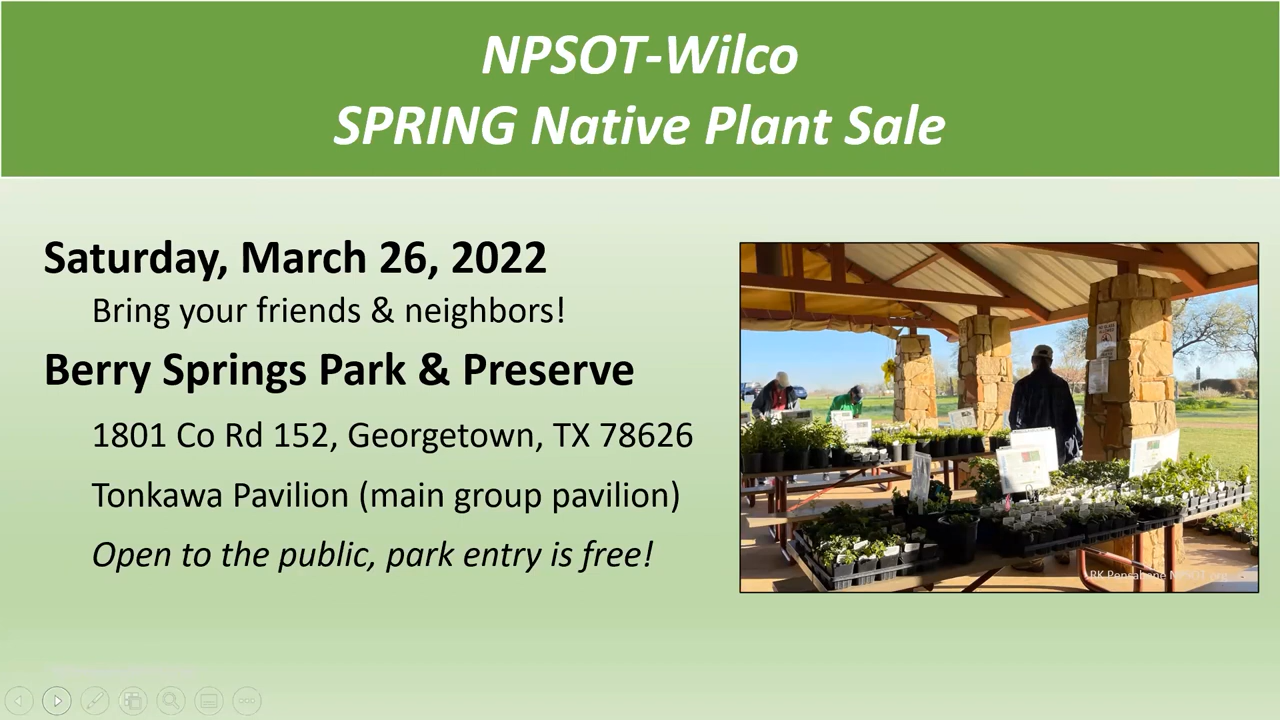 NPSOT-Wilco
SPRING Native Plant Sale
Saturday, March 26, 2022
Bring your friends & neighbors!
Berry Springs Park & Preserve
1801 Co Rd 152, Georgetown, TX 78626
Tonkawa Pavilion (main group pavilion)
Open to the public, park entry is free!